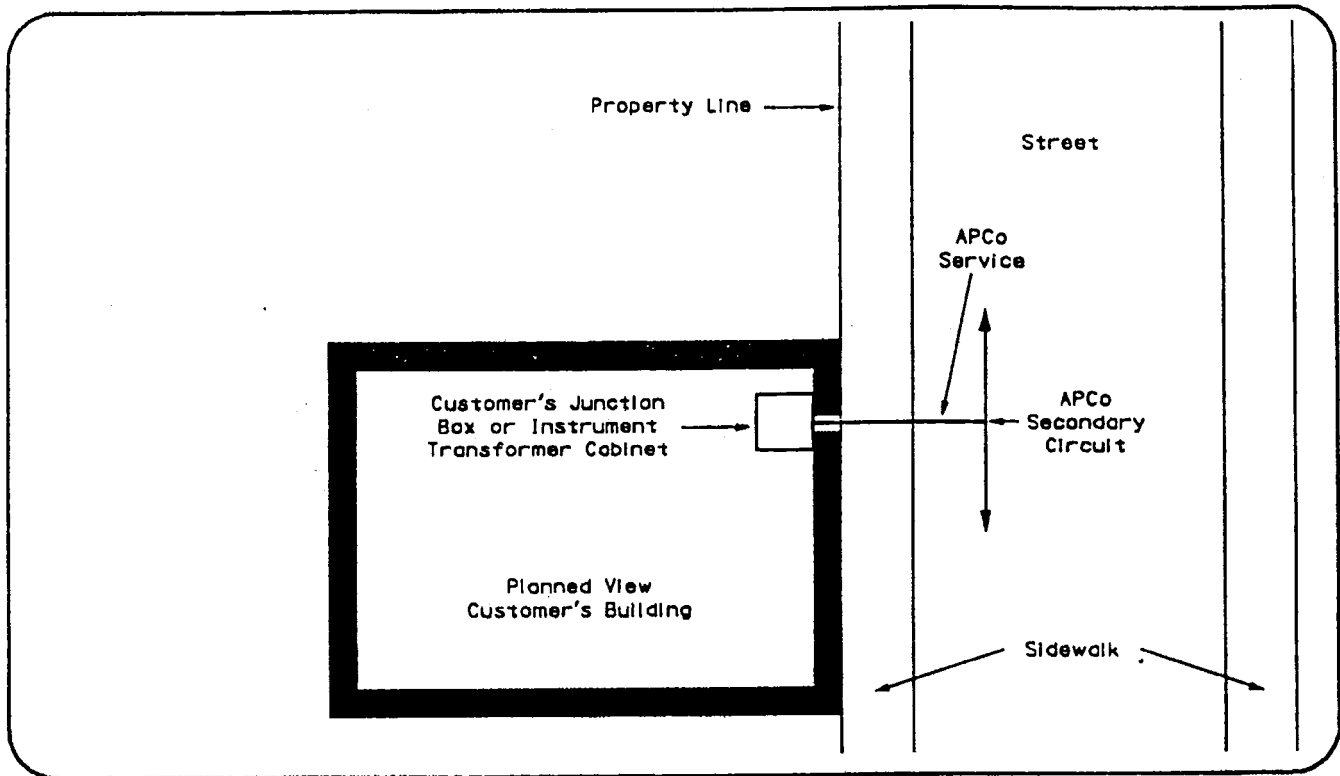 Property Line
Street
APCo
Service
Customer's Junction
Box or Instrument
Transformer Cabinet
APCo
Secondary
Circuit
Planned View
Customer's Building
Sidewalk